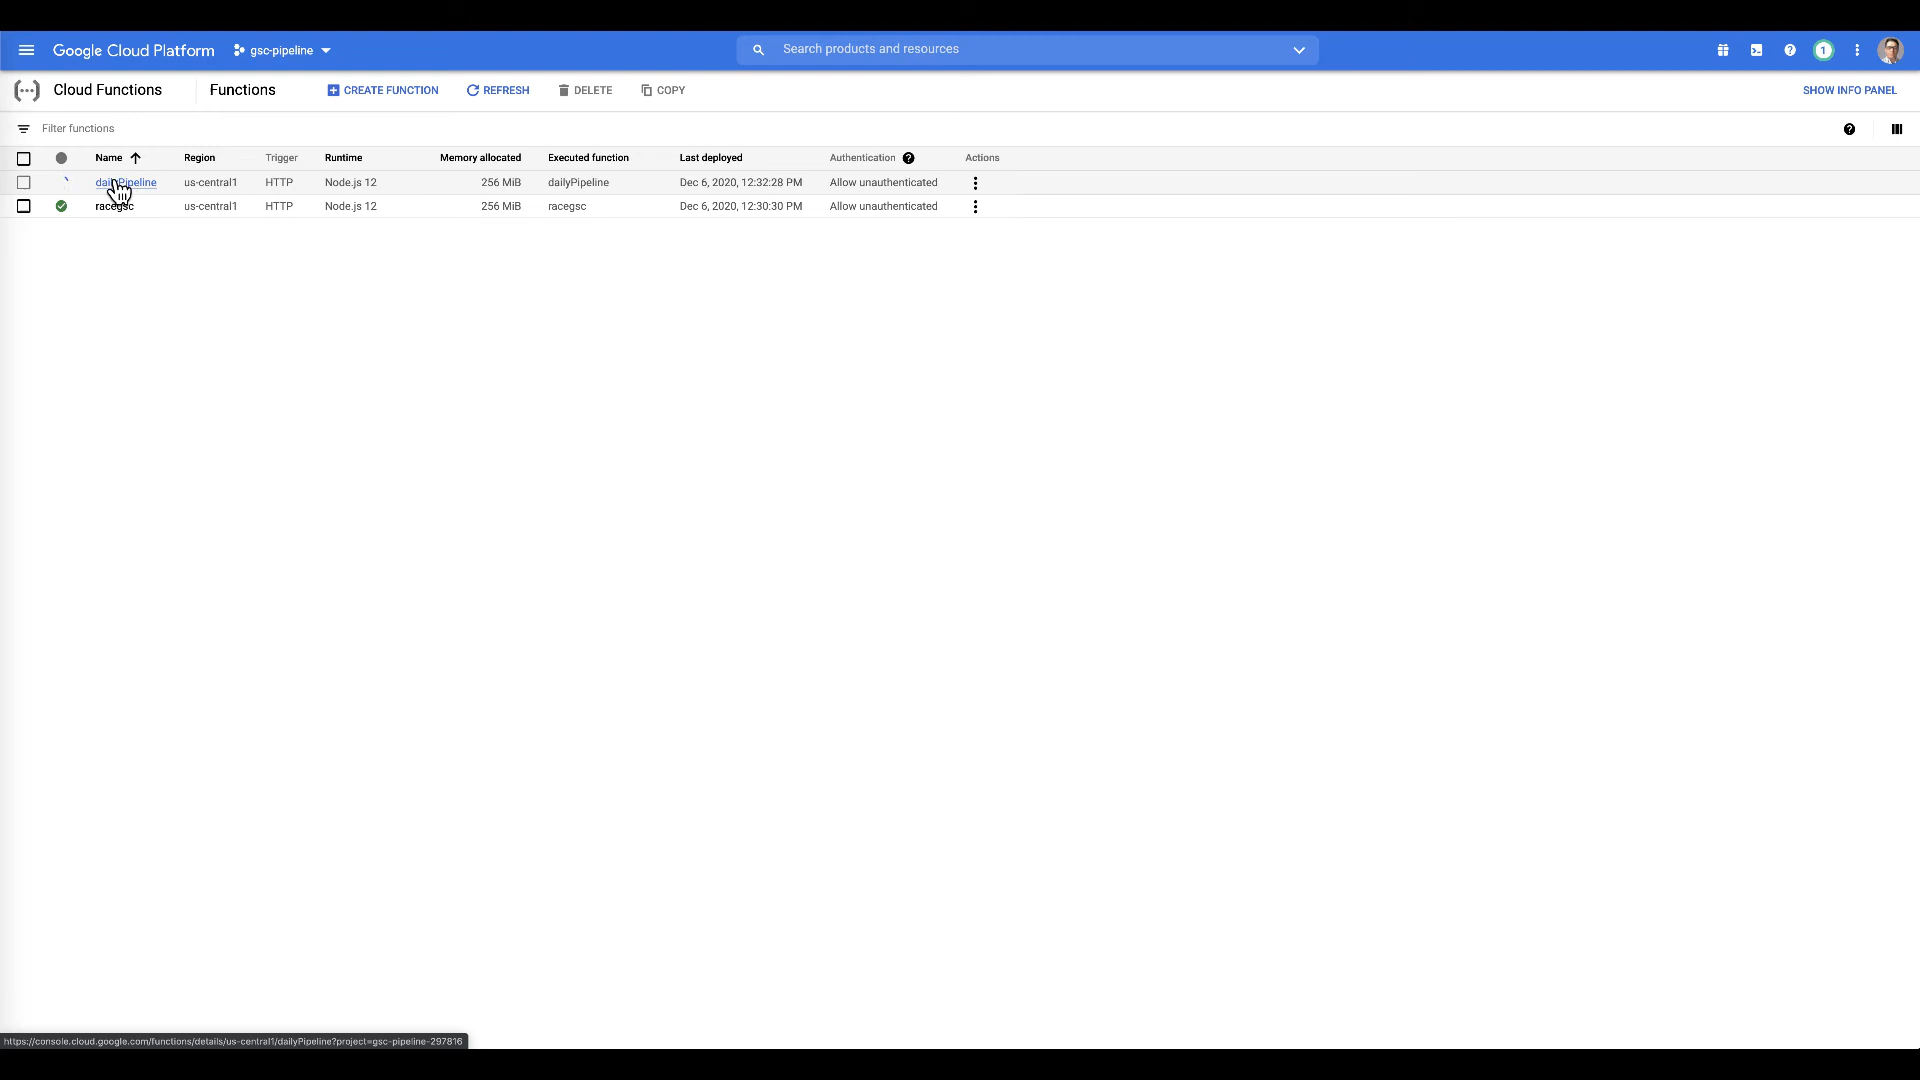 Google Cloud Platform gsc-pipeline Search products and resources 1
Cloud Functions Functions CREATE FUNCTION REFRESH DELETE COPY SHOW INFO PANEL
Filter functions
Name Region Trigger Runtime Memory allocated Executed function Last deployed Authentication Actions
dailyPipeline us-central1 HTTP Node.js 12 256 MiB dailyPipeline Dec 6, 2020, 12:32:28 PM Allow unauthenticated
racegsc us-central1 HTTP Node.js 12 256 MiB racegsc Dec 6, 2020, 12:30:30 PM Allow unauthenticated
https://console.cloud.google.com/functions/details/us-central1/dailyPipeline?project=gsc-pipeline-297816